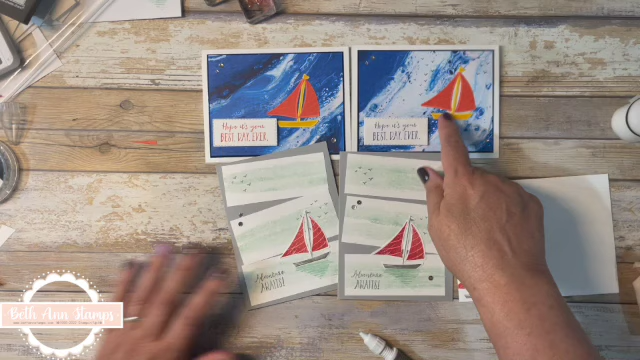 Hope it's your
BEST. DAY. EVER.
Hope it's your
BEST. DAY. EVER.
Adventure
AWAITS!
Adventure
AWAITS!
Beth Ann Stamps